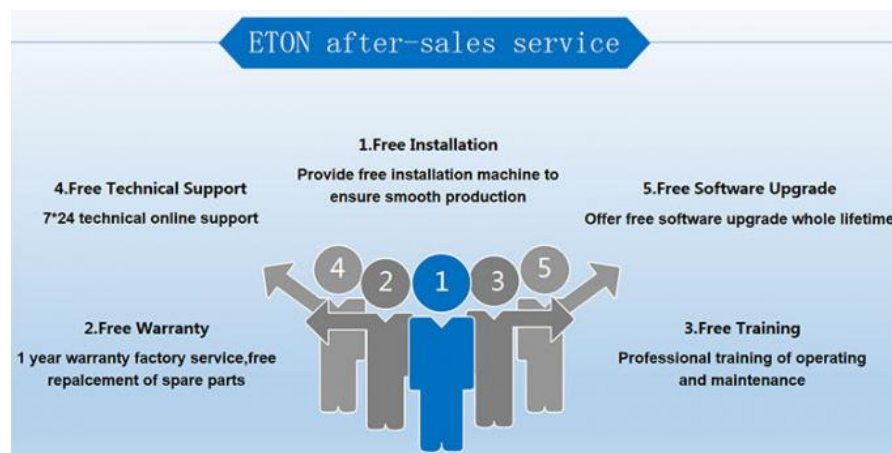 ETON after-sales service
1.Free Installation
Provide free installation machine to
ensure smooth production
4.Free Technical Support
7*24 technical online support
5.Free Software Upgrade
Offer free software upgrade whole lifetime
4
2
1
3
5
2.Free Warranty
1 year warranty factory service,free
repalcement of spare parts
3.Free Training
Professional training of operating
and maintenance